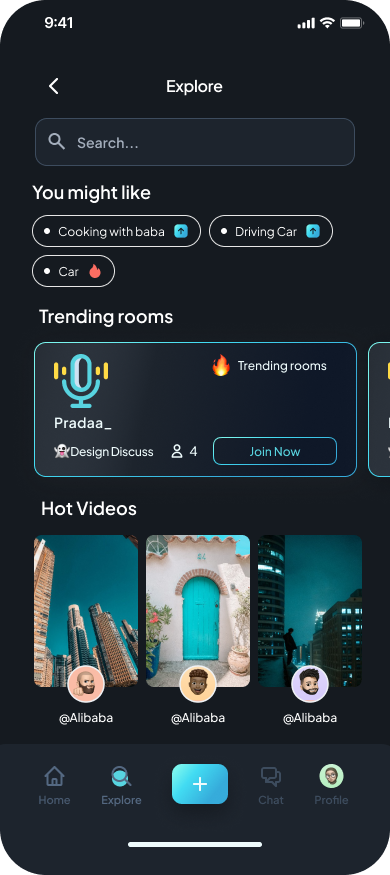 9:41
Explore
Search...
You might like
Cooking with baba
Driving Car
Car
Trending rooms
Trending rooms
Pradaa_
Design Discuss
4
Join Now
Hot Videos
@Alibaba
@Alibaba
@Alibaba
Home
Explore
Chat
Profile